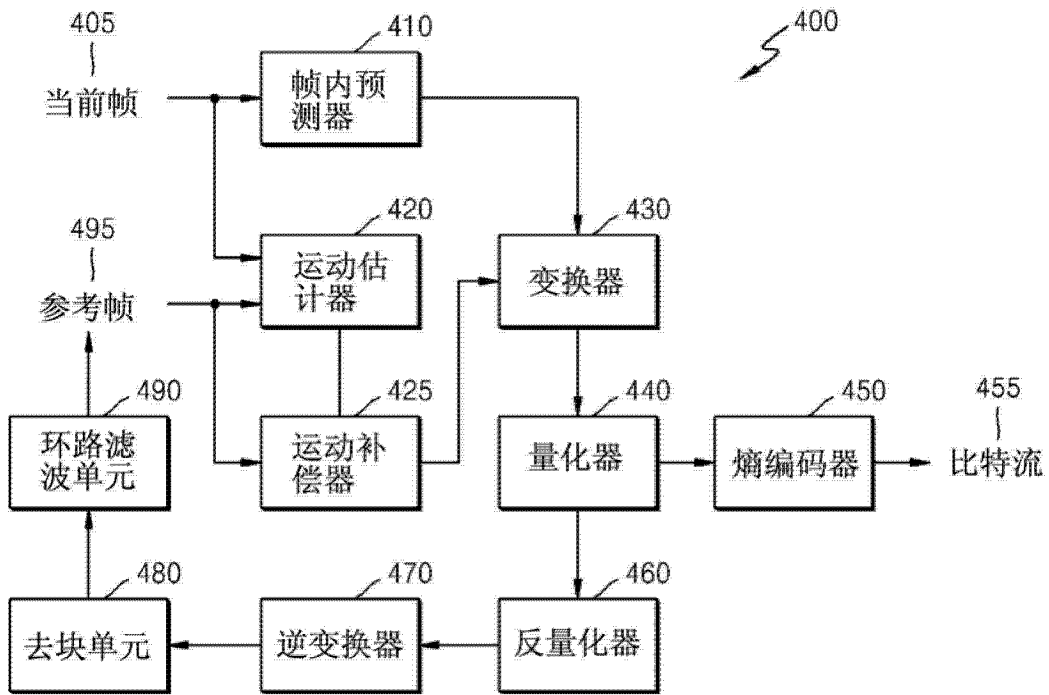 405
当前帧
410
帧内预
测器
400
495
参考帧
420
运动估
计器
430
变换器
490
环路滤
波单元
425
运动补
偿器
440
量化器
450
熵编码器
455
比特流
480
去块单元
470
逆变换器
460
反量化器